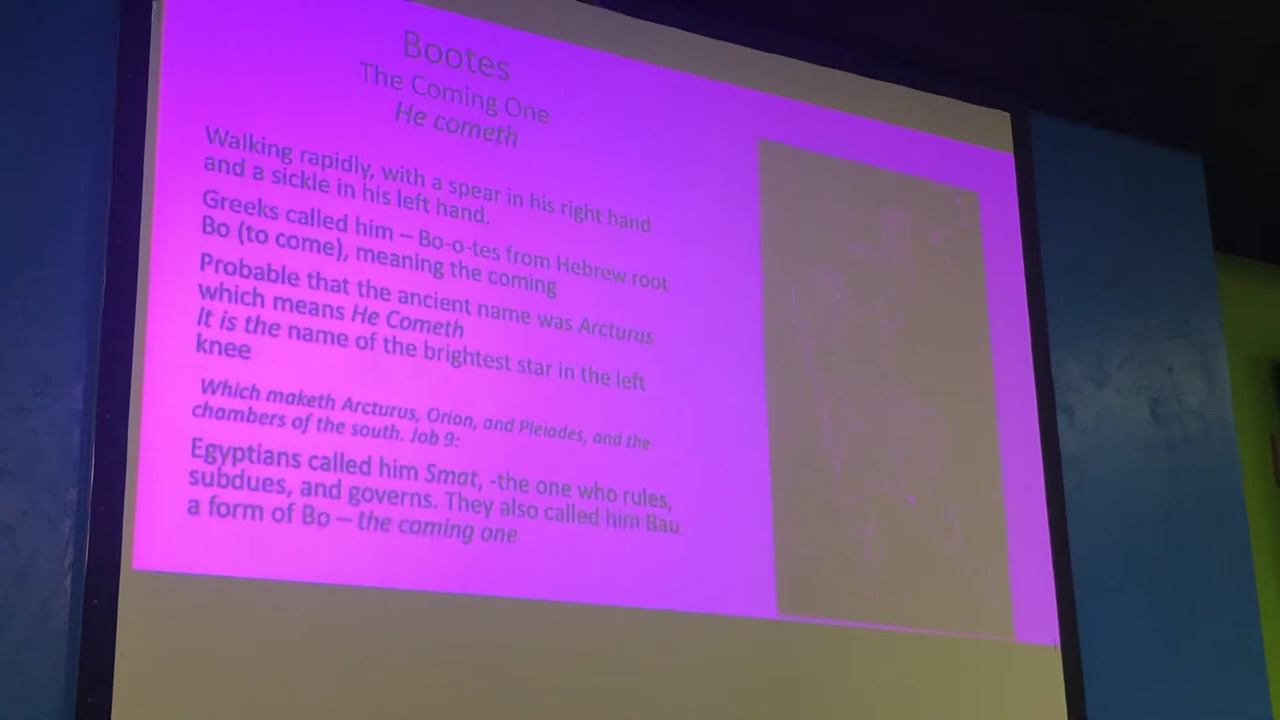 Bootes
The Coming One
He cometh
Walking rapidly, with a spear in his right hand
and a sickle in his left hand.
Greeks called him – Bo-o-tes from Hebrew root
Bo (to come), meaning the coming
Probable that the ancient name was Arcturus
which means He Cometh
It is the name of the brightest star in the left
knee
Which maketh Arcturus, Orion, and Pleiades, and the
chambers of the south. Job 9:
Egyptians called him Smat, -the one who rules,
subdues, and governs. They also called him Bau
a form of Bo – the coming one